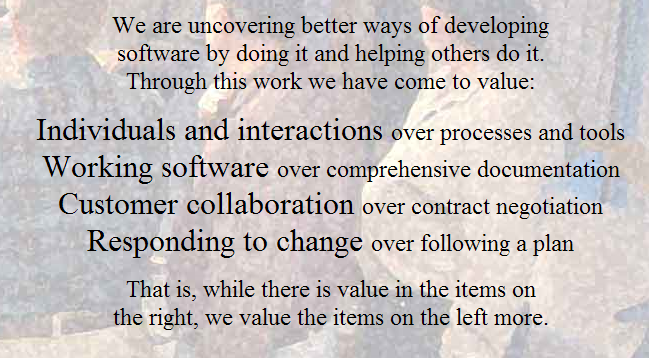 We are uncovering better ways of developing
software by doing it and helping others do it.
Through this work we have come to value:
Individuals and interactions over processes and tools
Working software over comprehensive documentation
Customer collaboration over contract negotiation
Responding to change over following a plan
That is, while there is value in the items on
the right, we value the items on the left more.